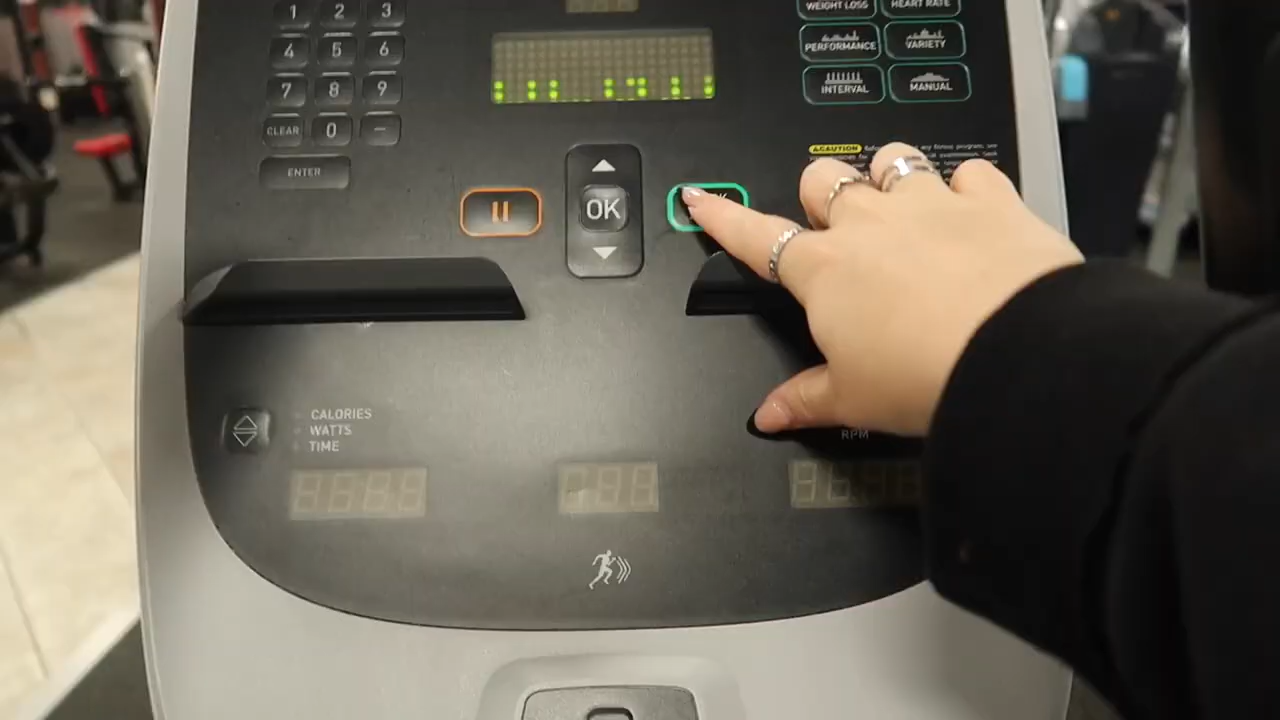 1 2 3
4 5 6
7 8 9
CLEAR 0 —
ENTER
WEIGHT LOSS HEART RATE
PERFORMANCE VARIETY
INTERVAL MANUAL
CAUTION
OK
CALORIES
WATTS
TIME
RPM